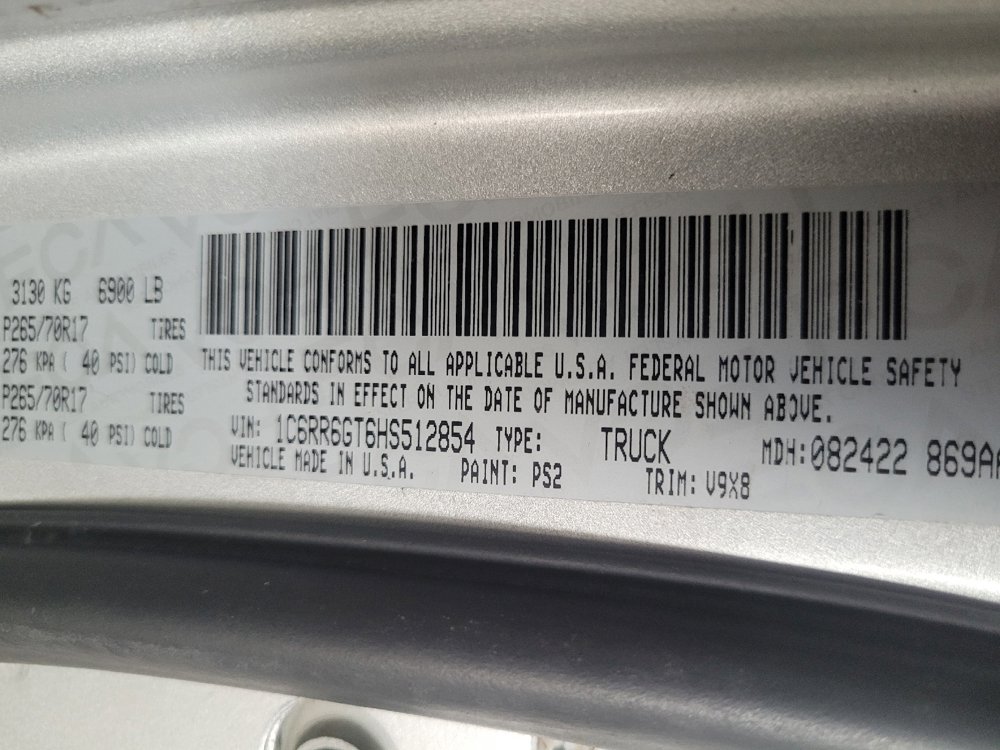 3130 KG 6900 LB
P265/70R17 TIRES
276 KPA ( 40 PSI) COLD
P265/70R17 TIRES
276 KPA ( 40 PSI) COLD
THIS VEHICLE CONFORMS TO ALL APPLICABLE U.S.A. FEDERAL MOTOR VEHICLE SAFETY
STANDARDS IN EFFECT ON THE DATE OF MANUFACTURE SHOWN ABOVE.
VIN: 1C6RR6GT6HS512854 TYPE: TRUCK MDH:082422 869
VEHICLE MADE IN U.S.A. PAINT: PS2 TRIM: V9X8